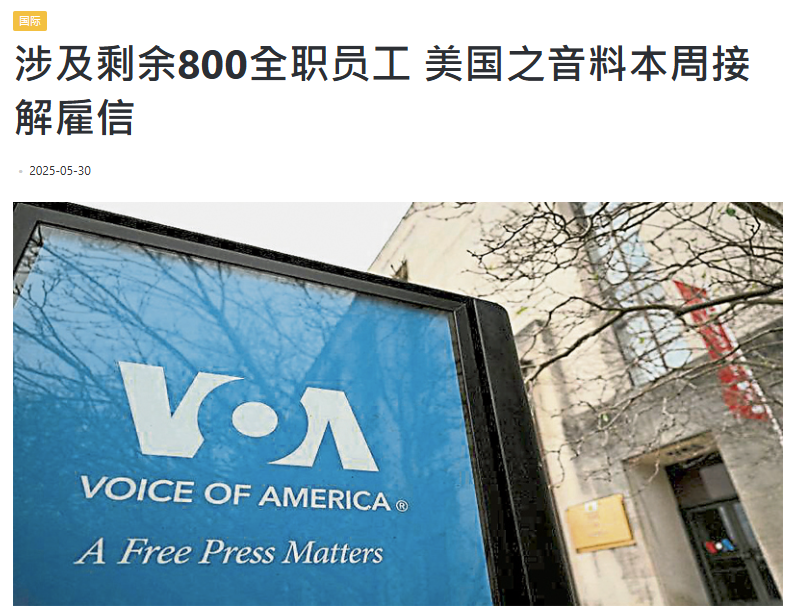 国际
涉及剩余800全职员工 美国之音料本周接
解雇信
2025-05-30
VOA
VOICE OF AMERICA®
A Free Press Matters